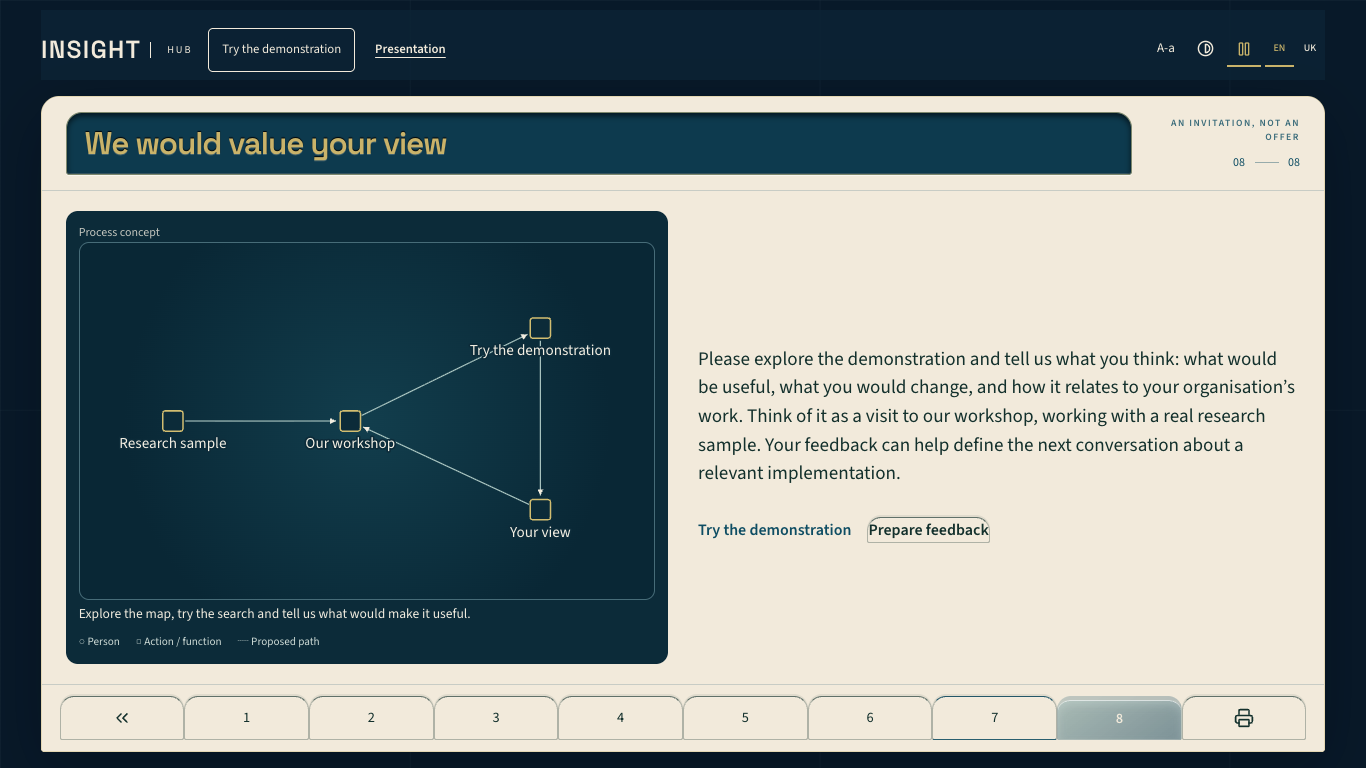 INSIGHT | HUB
Try the demonstration
Presentation
A-a
EN
UK
We would value your view
AN INVITATION, NOT AN
OFFER
08 — 08
Process concept
Try the demonstration
Research sample
Our workshop
Your view
Explore the map, try the search and tell us what would make it useful.
Person
Action / function
Proposed path
Please explore the demonstration and tell us what you think: what would
be useful, what you would change, and how it relates to your organisation’s
work. Think of it as a visit to our workshop, working with a real research
sample. Your feedback can help define the next conversation about a
relevant implementation.
Try the demonstration
Prepare feedback
1
2
3
4
5
6
7
8